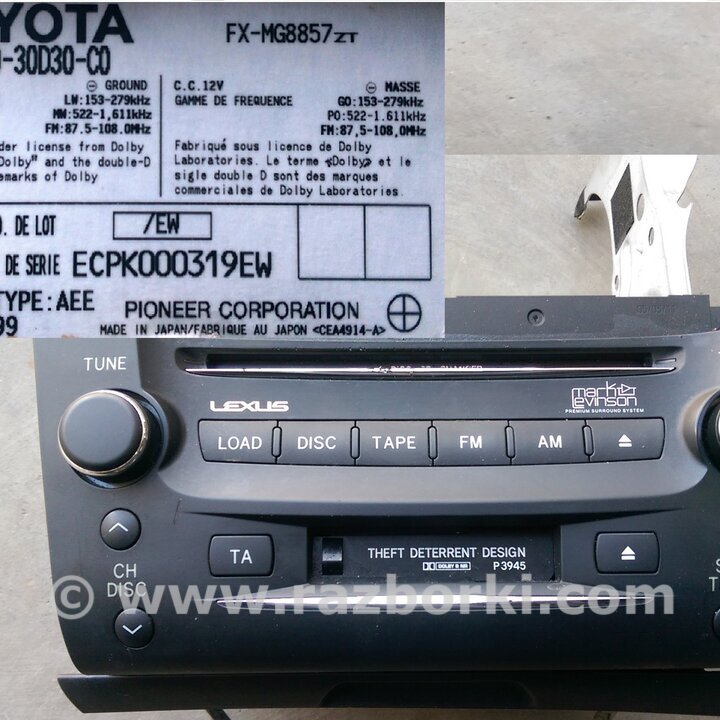 YOTA
FX-MG8857ZT
-30D30-C0
⊖ GROUND
LW:153-279kHz
MW:522-1,611kHz
FM:87.5-108.0MHz
C.C.12V ⊖ MASSE
GAMME DE FREQUENCE GO:153-279kHz
PO:522-1.611kHz
FM:87,5-108,0MHz
der license from Dolby
Dolby" and the double-D
emarks of Dolby
Fabriqué sous licence de Dolby
Laboratories. Le terme «Dolby» et le
sigle double D sont des marques
commerciales de Dolby Laboratories.
. DE LOT /EW
DE SERIE ECPK000319EW
TYPE:AEE
99
PIONEER CORPORATION
MADE IN JAPAN/FABRIQUE AU JAPON <CEA4914-A>
TUNE
LEXUS
mark levinson
PREMIUM SURROUND SYSTEM
LOAD DISC TAPE FM AM
TA
THEFT DETERRENT DESIGN
DOLBY B NR P3945
CH
DISC
© www.razborki.com